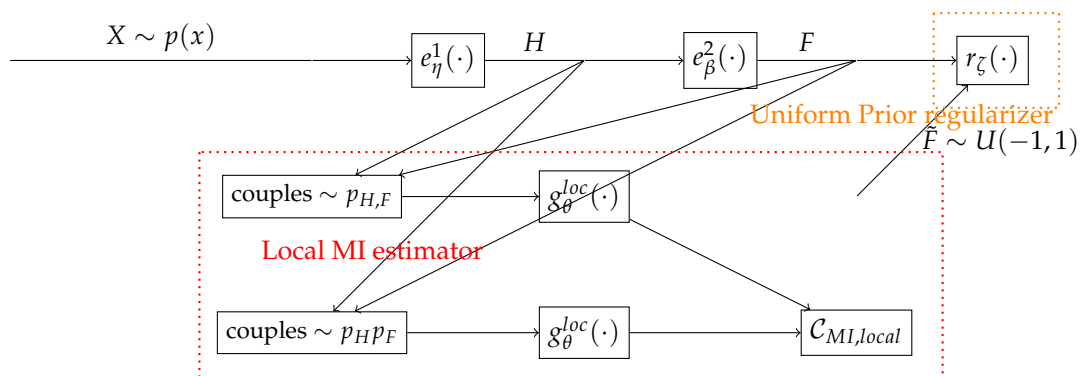 X ∼ p(x)
e¹_η(·)
H
e²_β(·)
F
r_ζ(·)
Uniform Prior regularizer
F̃ ∼ U(−1, 1)
couples ∼ p_{H,F}
g^{loc}_θ(·)
Local MI estimator
couples ∼ p_H p_F
g^{loc}_θ(·)
𝒞_{MI,local}